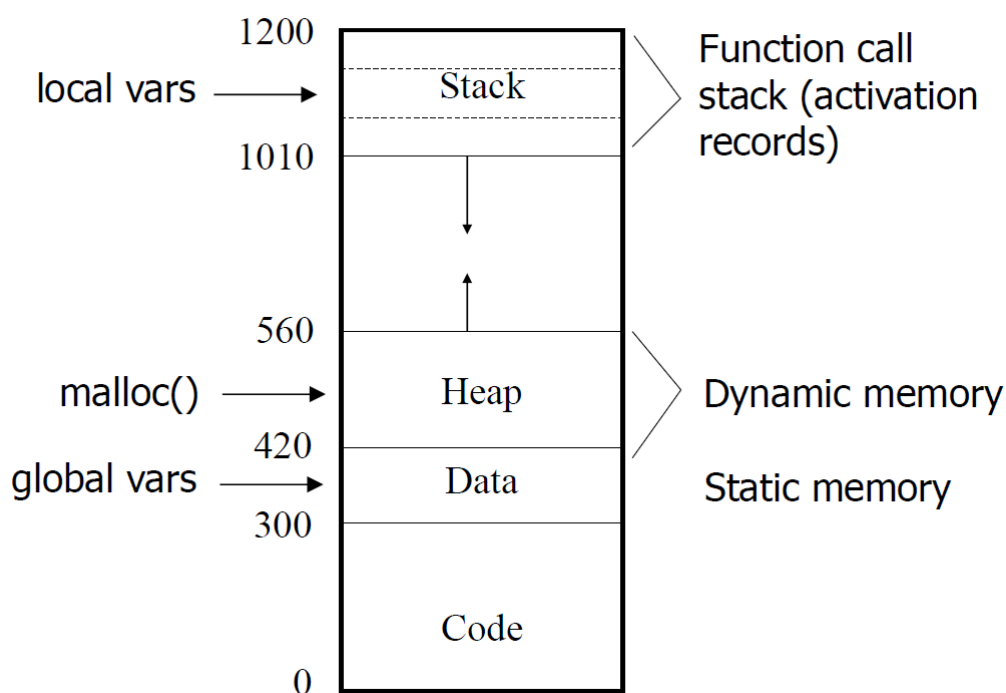 1200
local vars
Stack
Function call
stack (activation
records)
1010
560
malloc()
Heap
Dynamic memory
420
global vars
Data
Static memory
300
Code
0